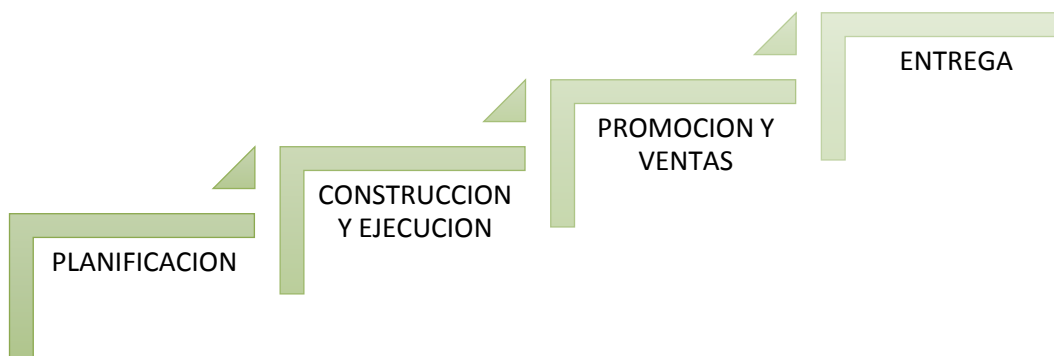 PLANIFICACION
CONSTRUCCION
Y EJECUCION
PROMOCION Y
VENTAS
ENTREGA